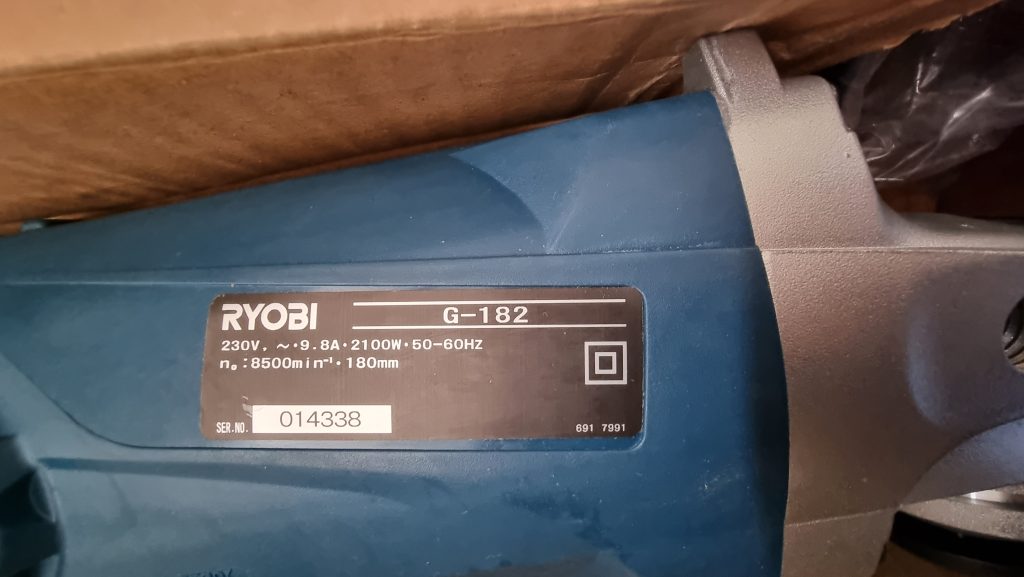 RYOBI
G-182
230V, ~・9.8A・2100W・50-60HZ
n₀:8500min⁻¹・180mm
SER.NO. 014338
691 7991